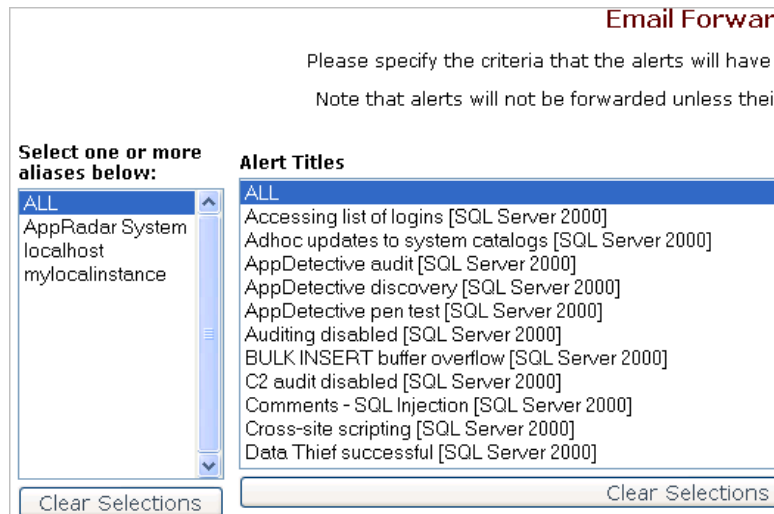 Email Forwar
Please specify the criteria that the alerts will have
Note that alerts will not be forwarded unless thei
Select one or more
aliases below:
ALL
AppRadar System
localhost
mylocalinstance
Clear Selections
Alert Titles
ALL
Accessing list of logins [SQL Server 2000]
Adhoc updates to system catalogs [SQL Server 2000]
AppDetective audit [SQL Server 2000]
AppDetective discovery [SQL Server 2000]
AppDetective pen test [SQL Server 2000]
Auditing disabled [SQL Server 2000]
BULK INSERT buffer overflow [SQL Server 2000]
C2 audit disabled [SQL Server 2000]
Comments - SQL Injection [SQL Server 2000]
Cross-site scripting [SQL Server 2000]
Data Thief successful [SQL Server 2000]
Clear Selections